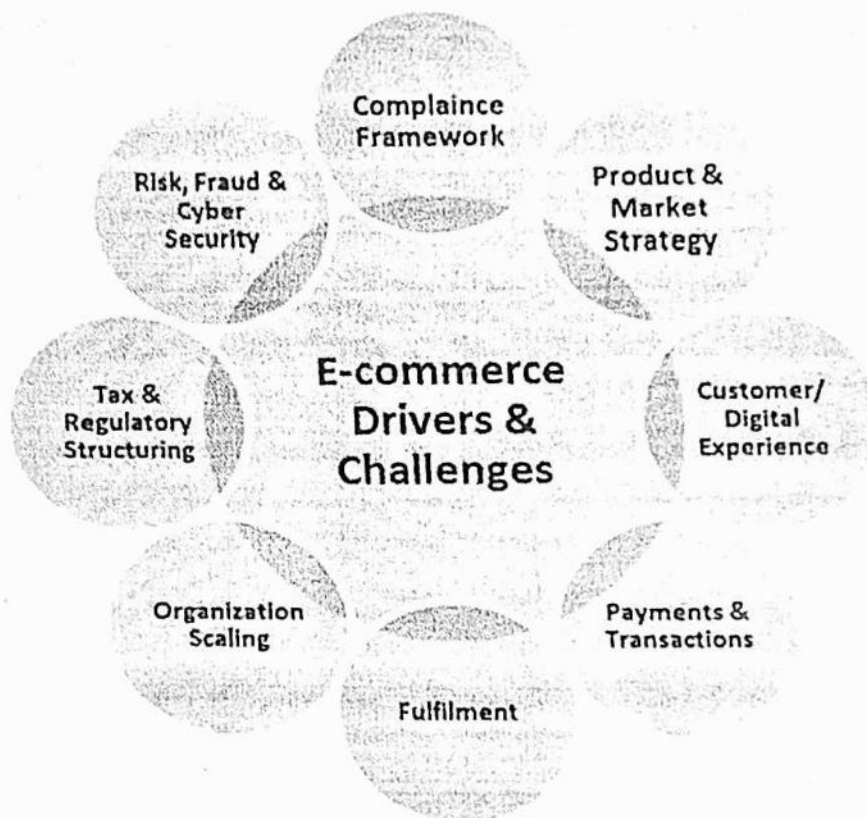 Complaince
Framework
Product &
Market
Strategy
Customer/
Digital
Experience
Payments &
Transactions
Fulfilment
Organization
Scaling
Tax &
Regulatory
Structuring
Risk, Fraud &
Cyber
Security
E-commerce
Drivers &
Challenges